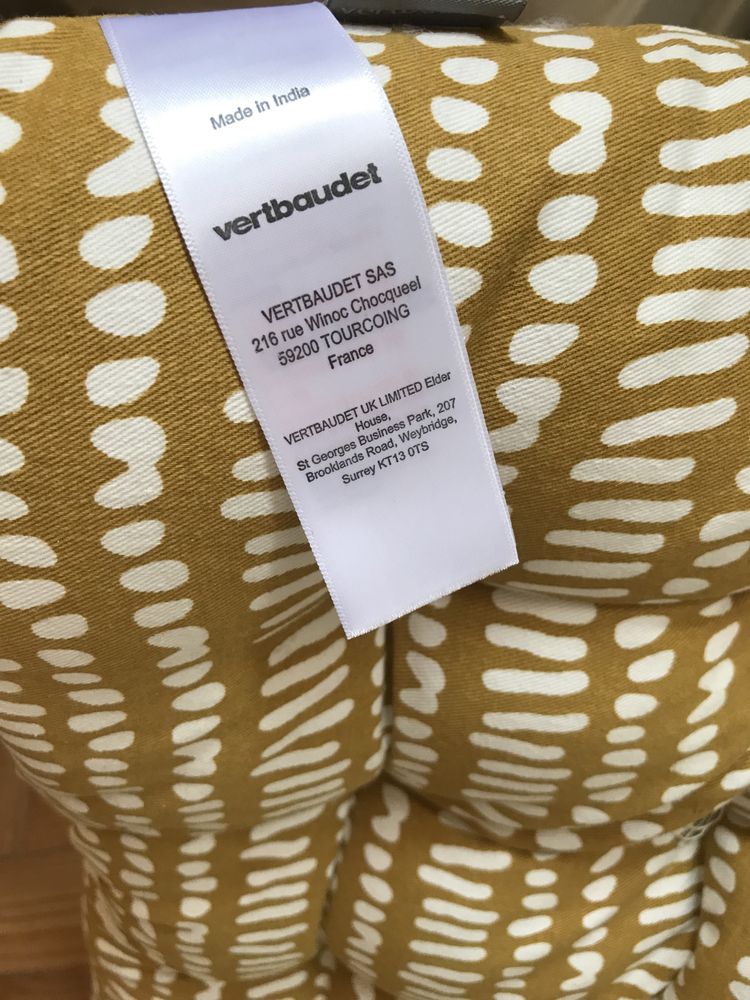 Made in India
vertbaudet
VERTBAUDET SAS
216 rue Winoc Chocqueel
59200 TOURCOING
France
VERTBAUDET UK LIMITED Elder
House,
St Georges Business Park, 207
Brooklands Road, Weybridge,
Surrey KT13 0TS